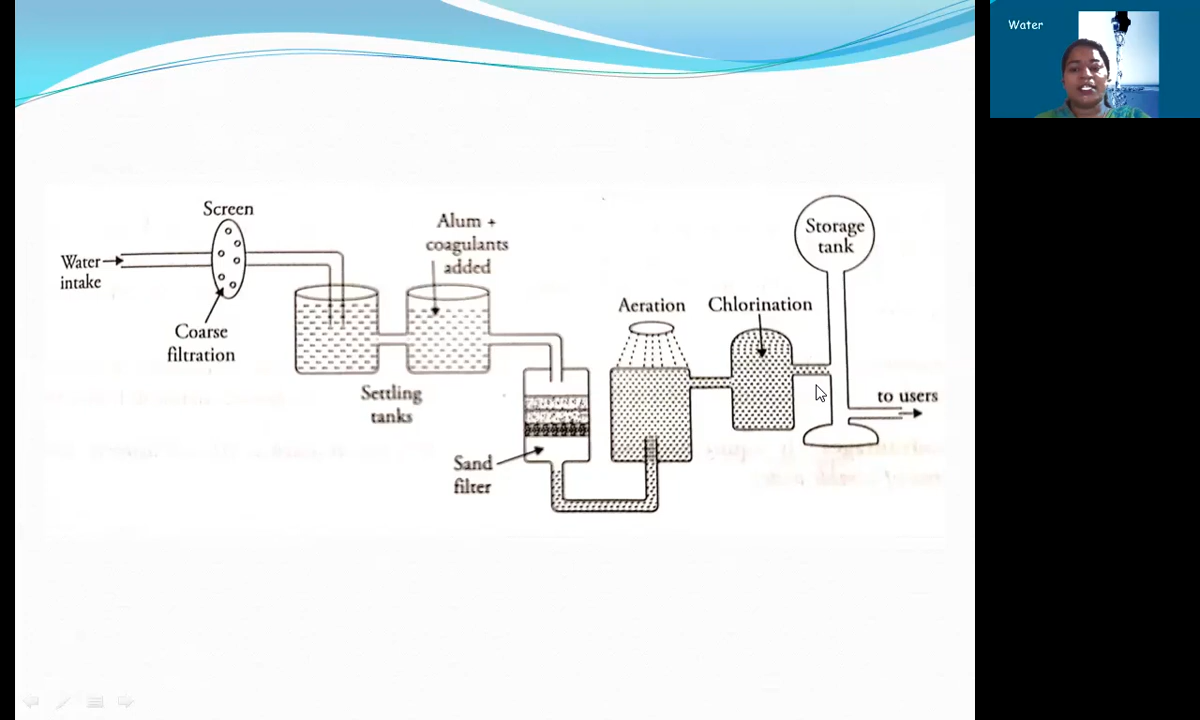 Water
Screen
Water
intake
Coarse
filtration
Alum +
coagulants
added
Settling
tanks
Sand
filter
Aeration
Chlorination
Storage
tank
to users